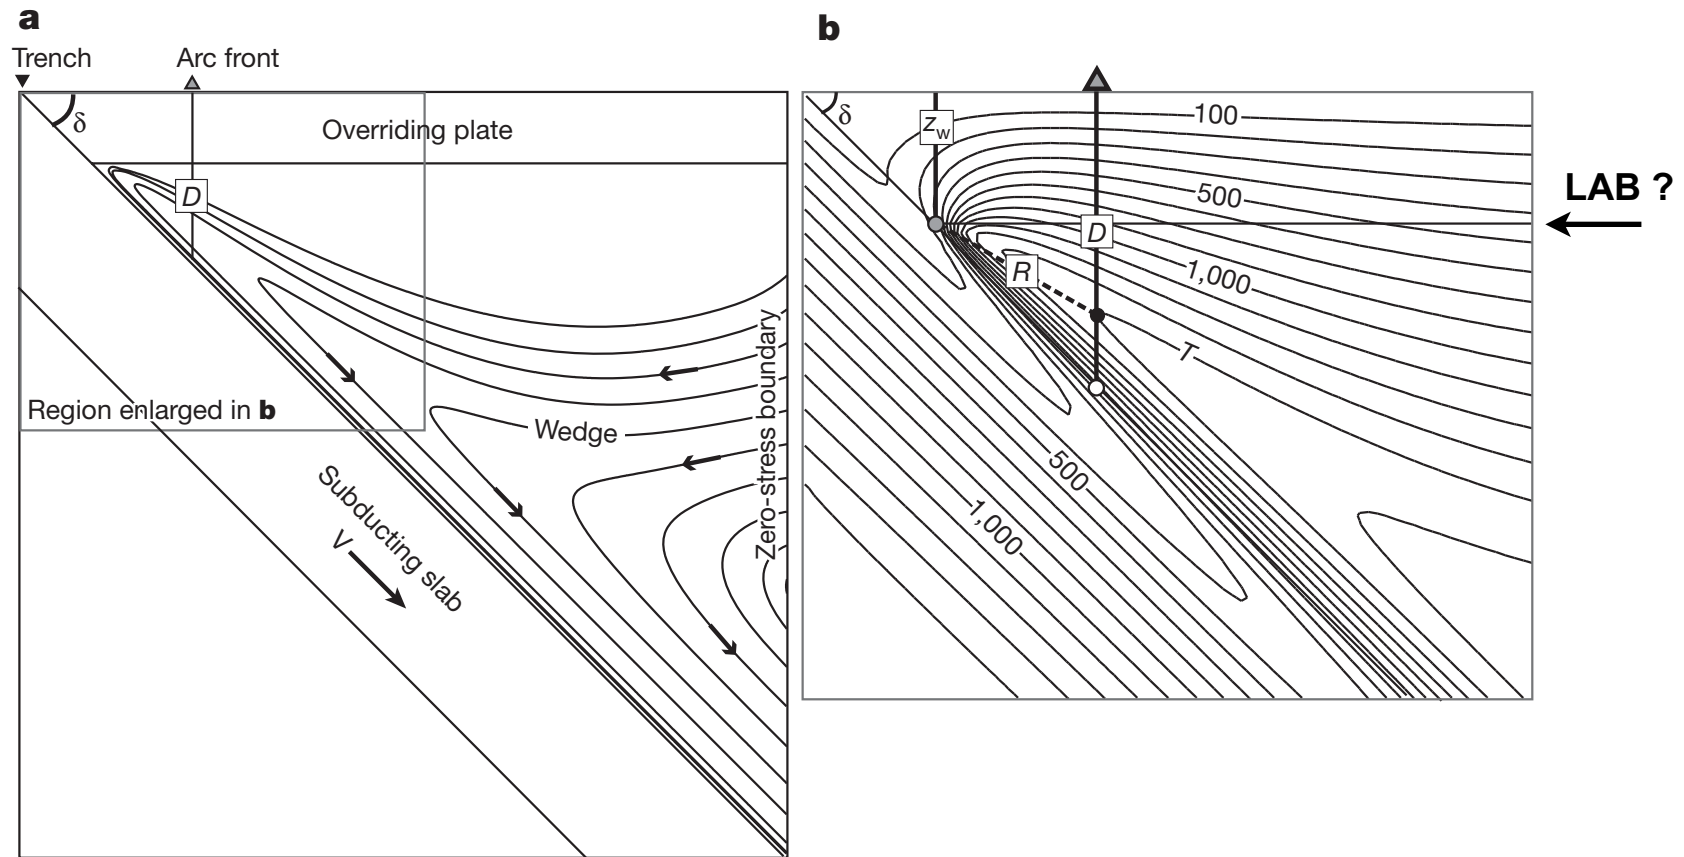 a
Trench
Arc front
δ
Overriding plate
D
Region enlarged in b
Wedge
Zero-stress boundary
Subducting slab
V
b
δ
z_w
100
500
LAB ?
D
R
1,000
T
500
1,000